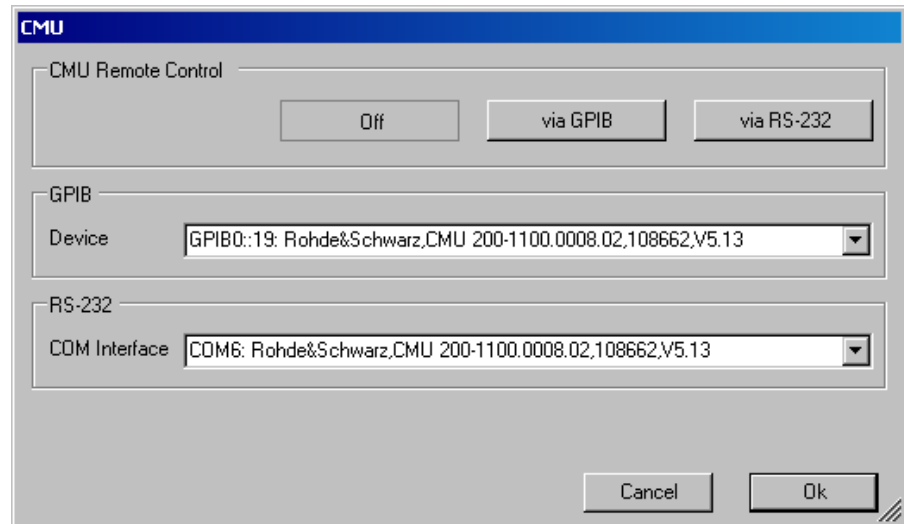 CMU
CMU Remote Control
Off via GPIB via RS-232
GPIB
Device GPIB0::19: Rohde&Schwarz,CMU 200-1100.0008.02,108662,V5.13
RS-232
COM Interface COM6: Rohde&Schwarz,CMU 200-1100.0008.02,108662,V5.13
Cancel Ok